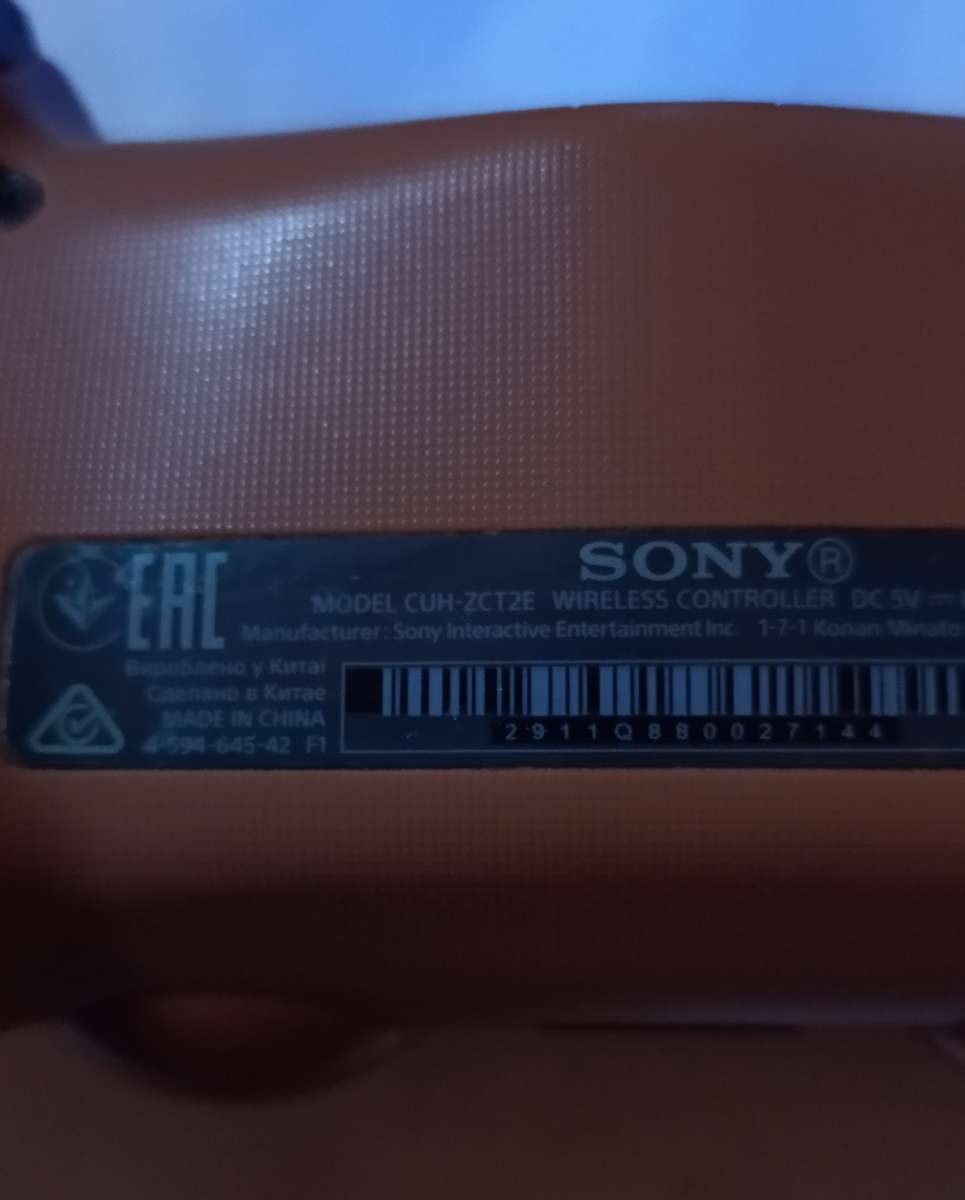 EAC
SONY®
MODEL CUH-ZCT2E WIRELESS CONTROLLER DC 5V ⎓
Manufacturer: Sony Interactive Entertainment Inc. 1-7-1 Konan Minato
Вироблено у Китаї
Сделано в Китае
MADE IN CHINA
4-594-645-42 F1
2911Q880027144